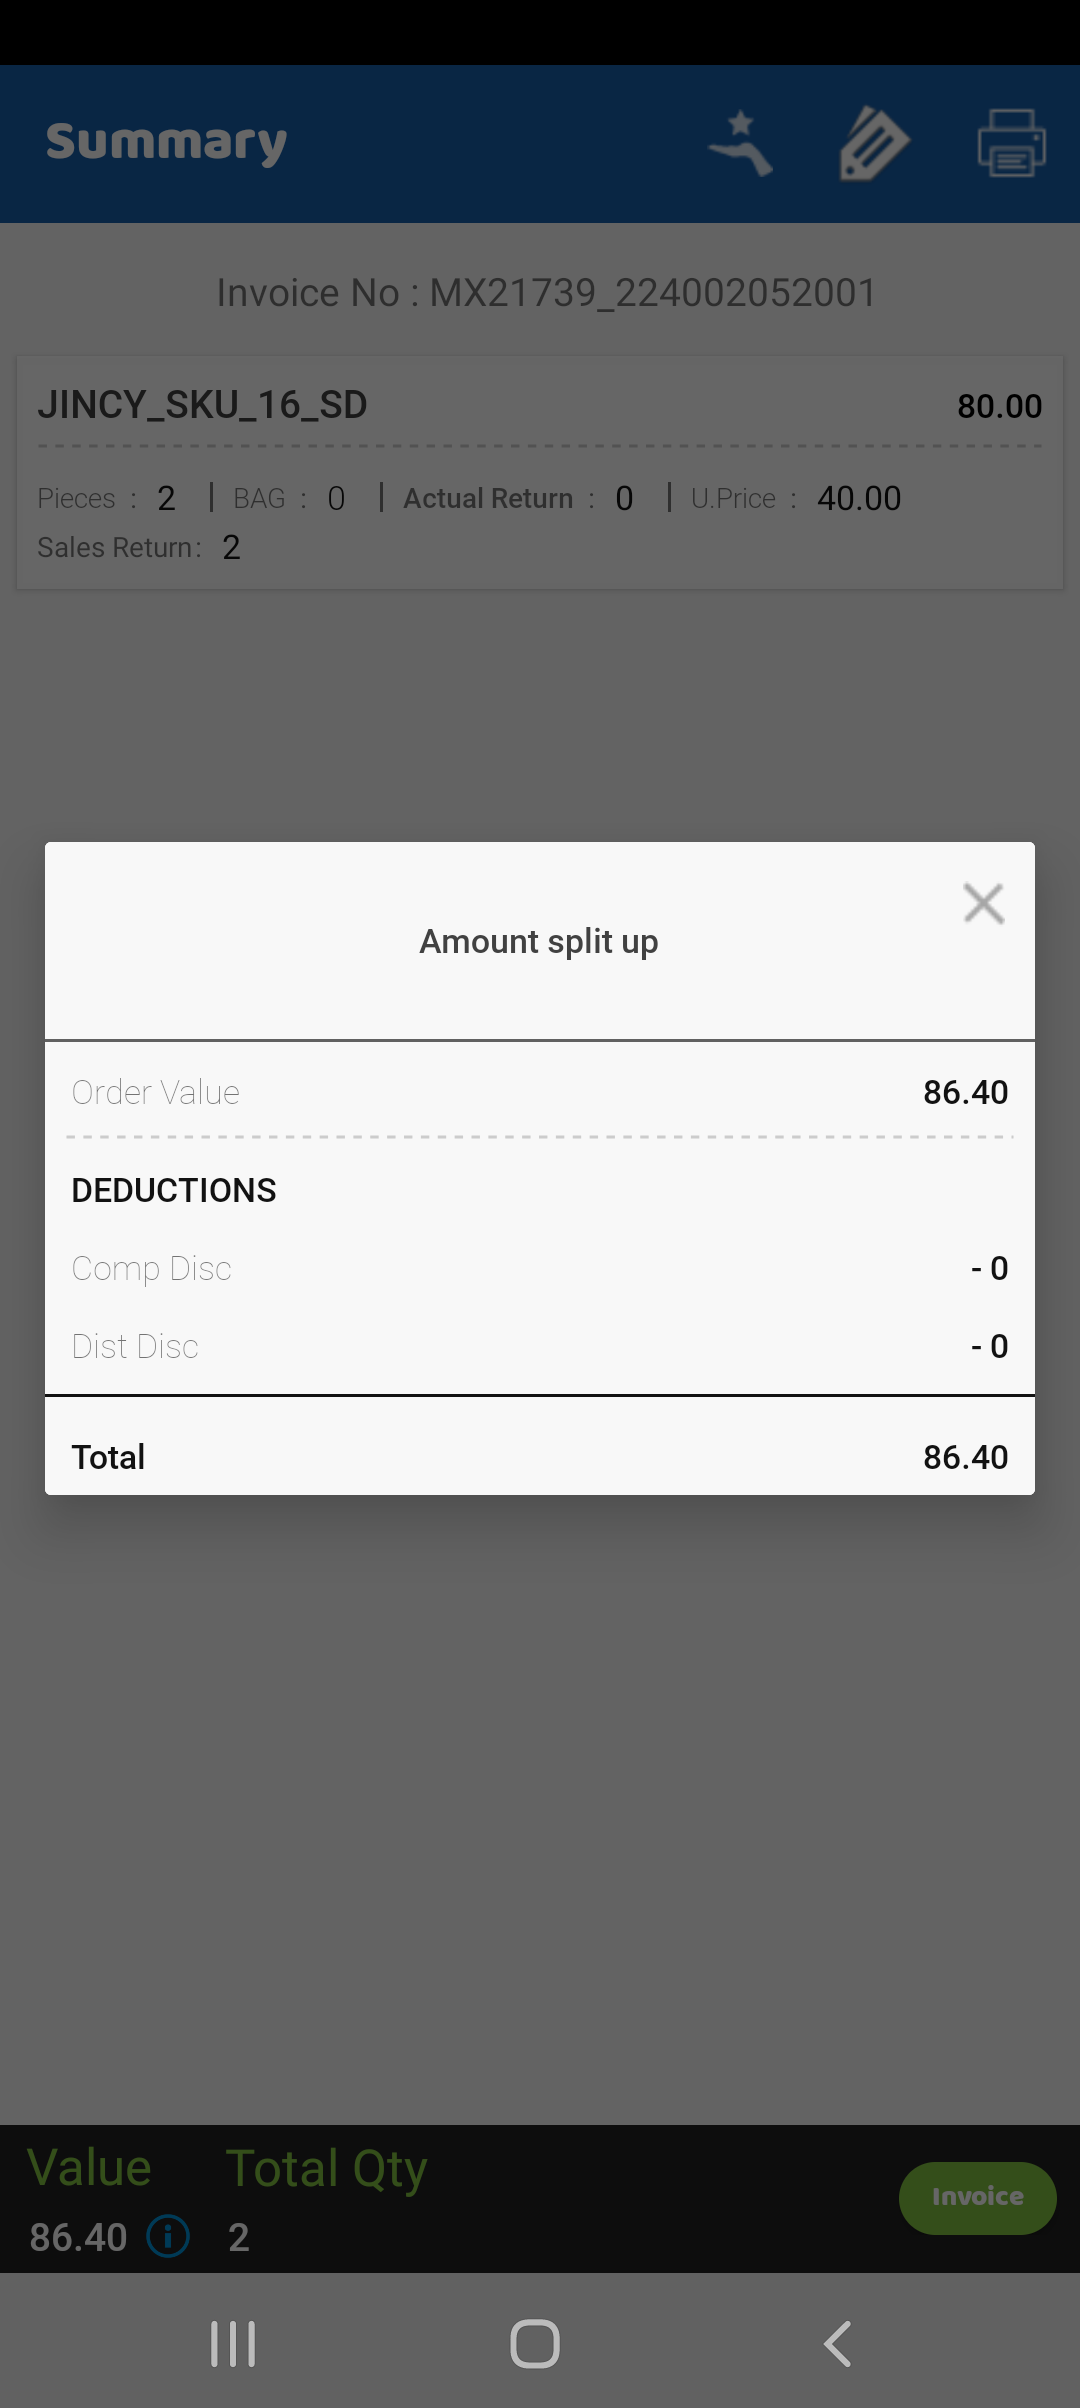 Summary
Invoice No : MX21739_224002052001
JINCY_SKU_16_SD 80.00
Pieces : 2 | BAG : 0 | Actual Return : 0 | U.Price : 40.00
Sales Return : 2
Amount split up
Order Value 86.40
DEDUCTIONS
Comp Disc - 0
Dist Disc - 0
Total 86.40
Value Total Qty
Invoice
86.40 2